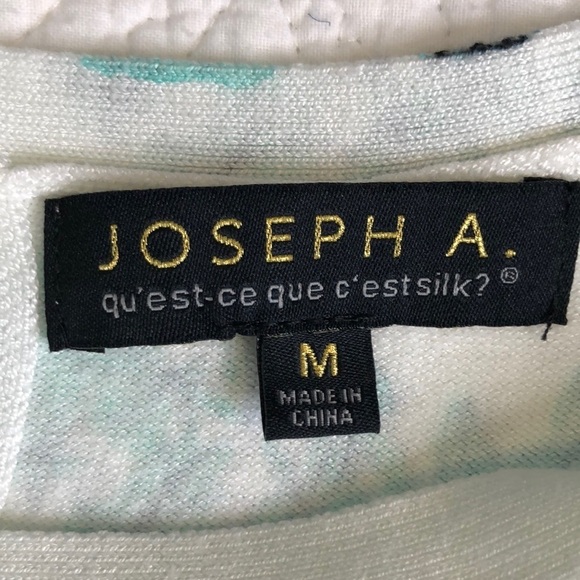 JOSEPH A.
qu'est-ce que c'estsilk?®
M
MADE IN
CHINA